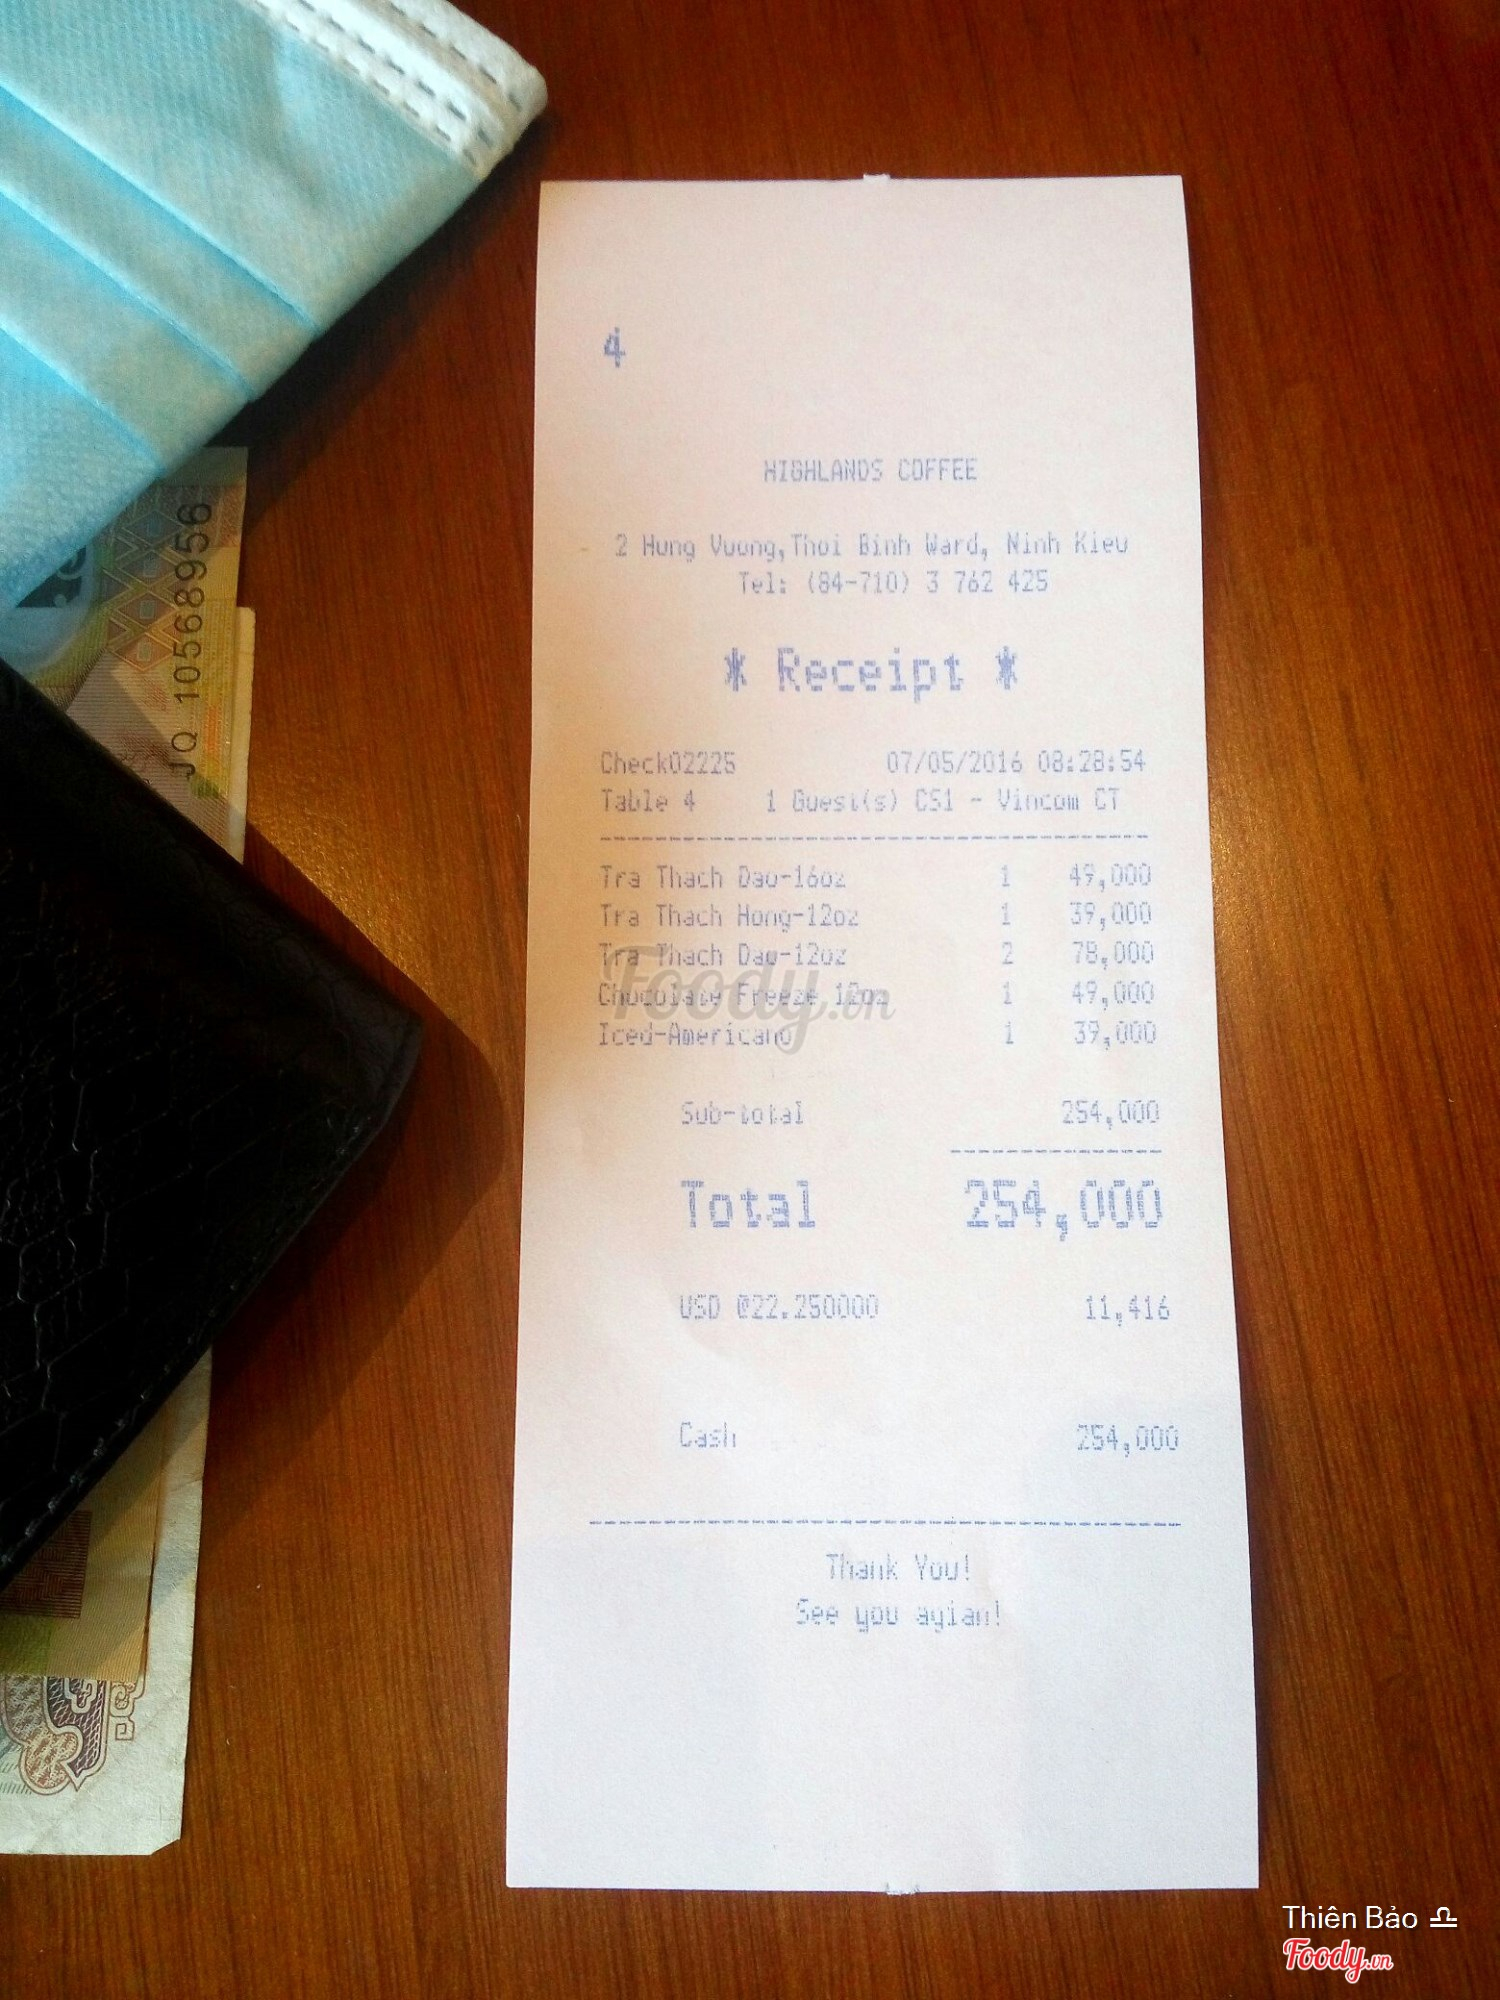 4
HIGHLANDS COFFEE
2 Hung Vuong,Thoi Binh Ward, Ninh Kieu
Tel: (84-710) 3 762 425
* Receipt *
Check02225 07/05/2016 08:28:54
Table 4 1 Guest(s) CS1 - Vincom CT
Tra Thach Dao-16oz 1 49,000
Tra Thach Hong-12oz 1 39,000
Tra Thach Dao-12oz 2 78,000
Chocolate Freeze 12oz 1 49,000
Iced-Americano 1 39,000
Foody.vn
Sub-total 254,000
Total 254,000
USD @22.250000 11,416
Cash 254,000
Thank You!
See you agian!
JQ 10568956
Thiên Bảo ♎
Foody.vn